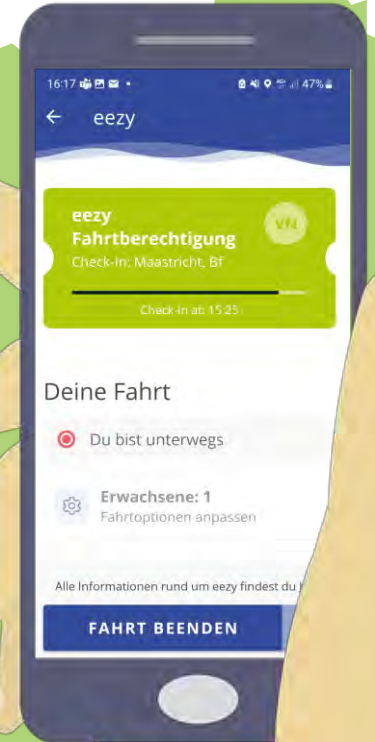 16:17
47%
eezy
eezy
Fahrtberechtigung
VN
Check-In: Maastricht, Bf
Check-in at: 15:25
Deine Fahrt
Du bist unterwegs
Erwachsene: 1
Fahrtoptionen anpassen
Alle Informationen rund um eezy findest du
FAHRT BEENDEN